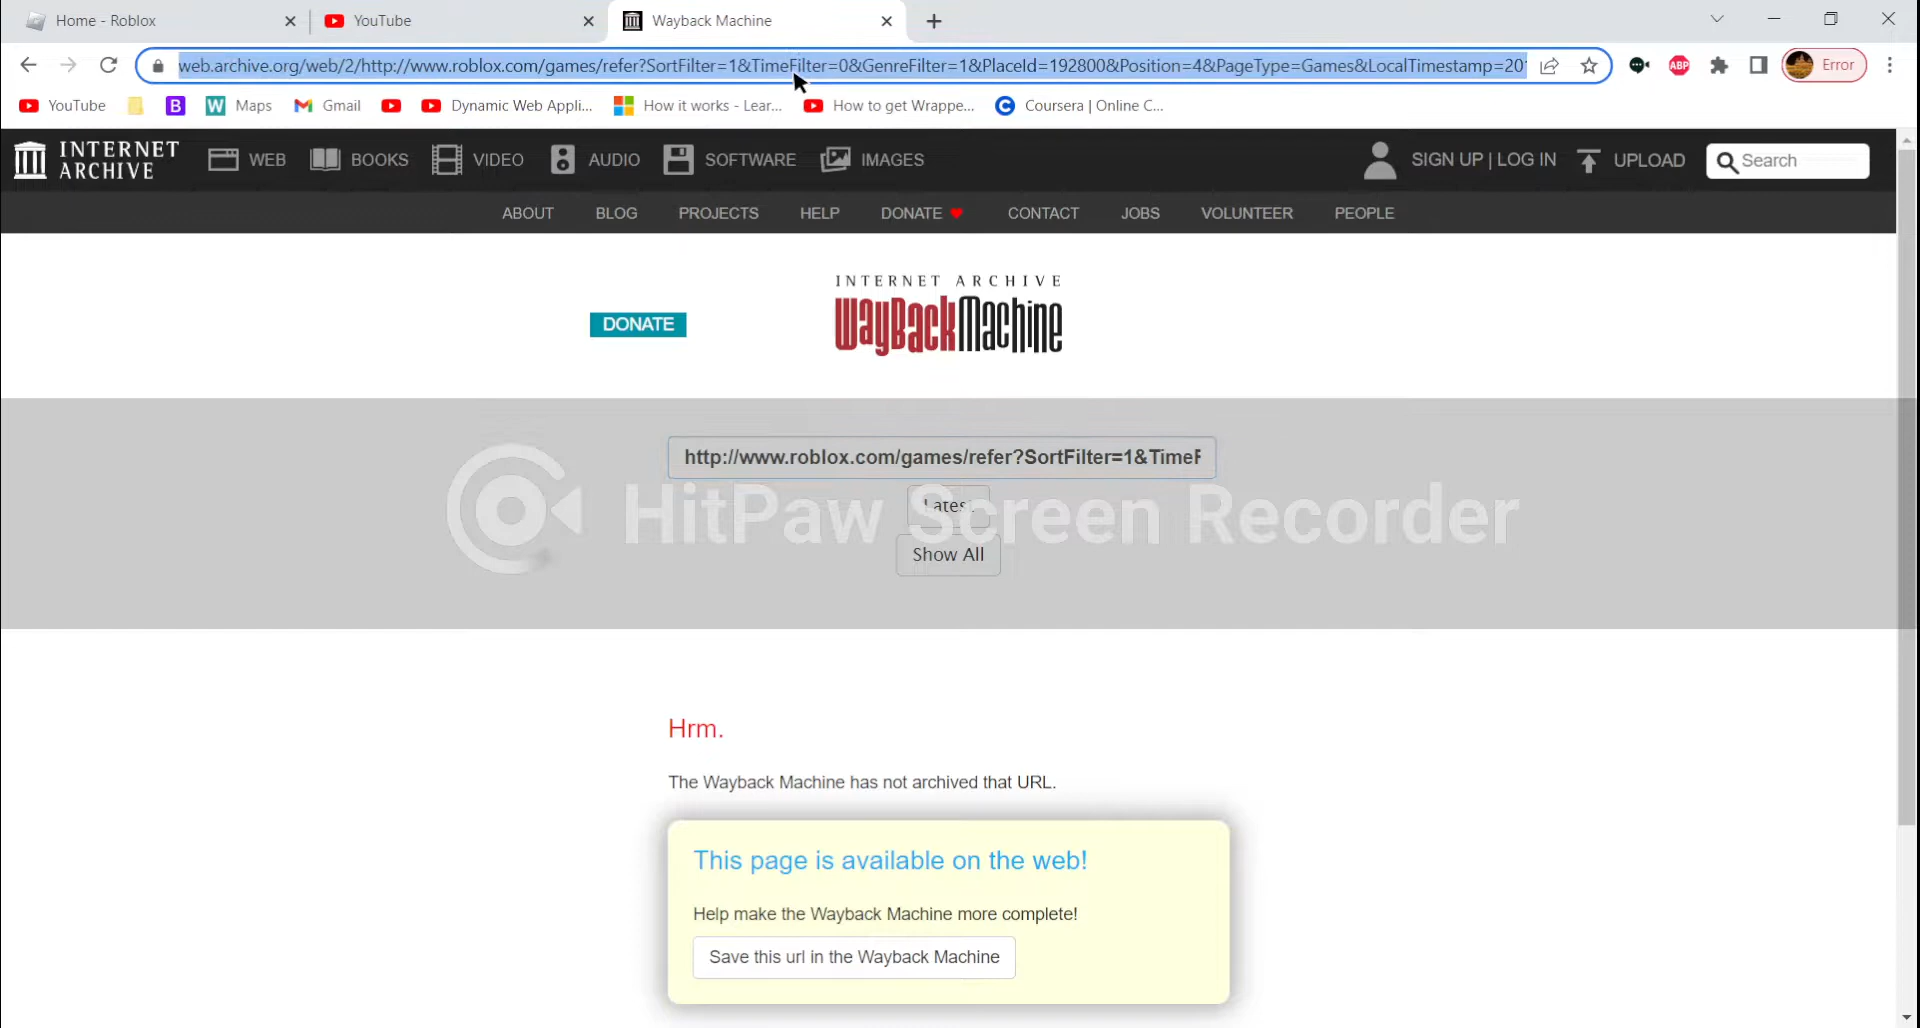 Home - Roblox
YouTube
Wayback Machine
web.archive.org/web/2/http://www.roblox.com/games/refer?SortFilter=1&TimeFilter=0&GenreFilter=1&PlaceId=192800&Position=4&PageType=Games&LocalTimestamp=201
ABP
Error
YouTube
B
W Maps
Gmail
Dynamic Web Appli...
How it works - Lear...
How to get Wrappe...
C Coursera | Online C...
INTERNET ARCHIVE
WEB
BOOKS
VIDEO
AUDIO
SOFTWARE
IMAGES
SIGN UP | LOG IN
UPLOAD
Search
ABOUT
BLOG
PROJECTS
HELP
DONATE
CONTACT
JOBS
VOLUNTEER
PEOPLE
INTERNET ARCHIVE
WayBackMachine
DONATE
http://www.roblox.com/games/refer?SortFilter=1&TimeF
Latest
HitPaw Screen Recorder
Show All
Hrm.
The Wayback Machine has not archived that URL.
This page is available on the web!
Help make the Wayback Machine more complete!
Save this url in the Wayback Machine